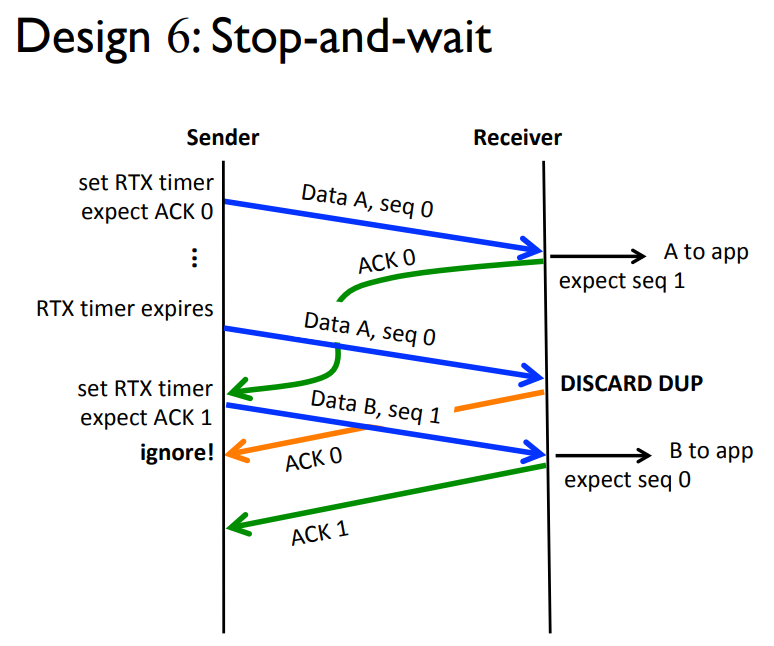 Design 6: Stop-and-wait
Sender
Receiver
set RTX timer
expect ACK 0
Data A, seq 0
⋮
ACK 0
A to app
expect seq 1
RTX timer expires
Data A, seq 0
set RTX timer
expect ACK 1
DISCARD DUP
Data B, seq 1
ignore!
ACK 0
B to app
expect seq 0
ACK 1